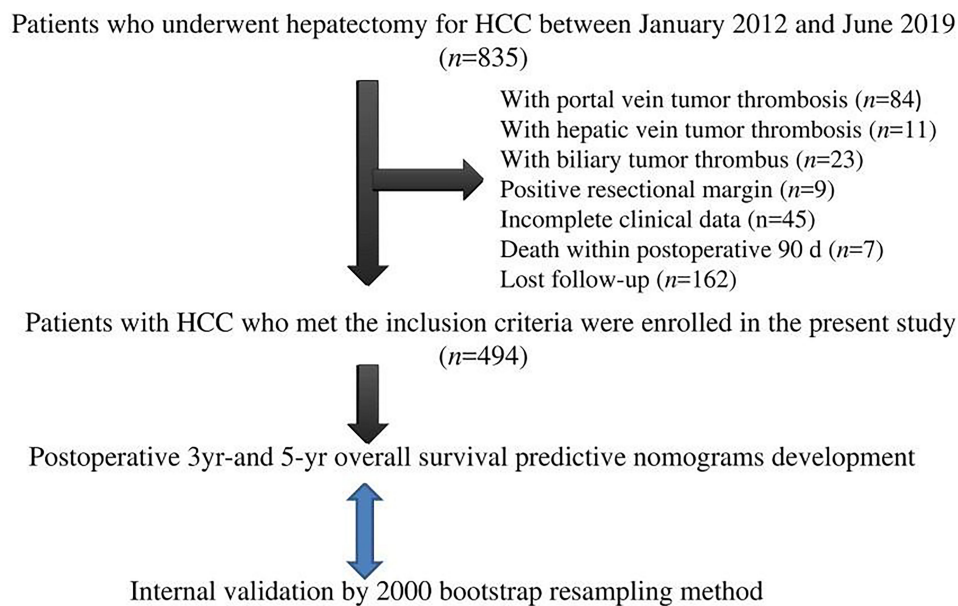 Patients who underwent hepatectomy for HCC between January 2012 and June 2019
(n=835)
With portal vein tumor thrombosis (n=84)
With hepatic vein tumor thrombosis (n=11)
With biliary tumor thrombus (n=23)
Positive resectional margin (n=9)
Incomplete clinical data (n=45)
Death within postoperative 90 d (n=7)
Lost follow-up (n=162)
Patients with HCC who met the inclusion criteria were enrolled in the present study
(n=494)
Postoperative 3yr-and 5-yr overall survival predictive nomograms development
Internal validation by 2000 bootstrap resampling method